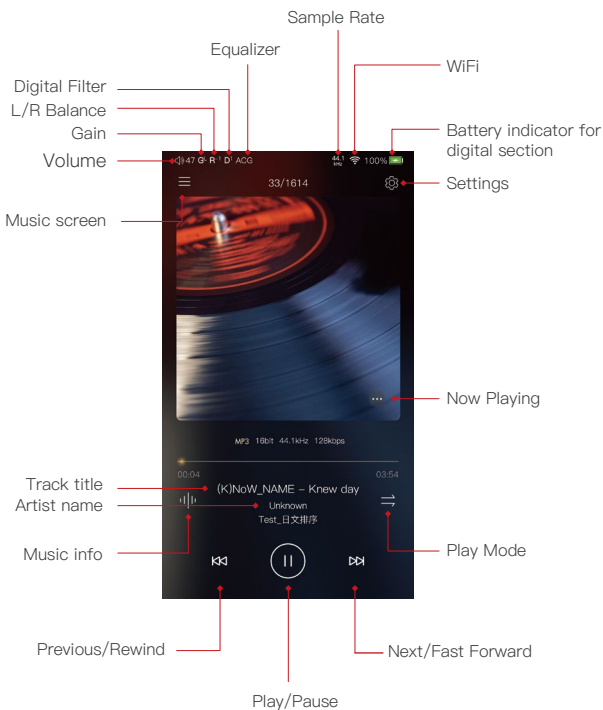 Sample Rate
Equalizer
WiFi
Digital Filter
L/R Balance
Gain
Volume
Battery indicator for
digital section
47 G R⁻¹ D ACG
44.1
kHz
100%
33/1614
Settings
Music screen
Now Playing
MP3 16bit 44.1kHz 128kbps
00:04
03:54
Track title
(K)NoW_NAME – Knew day
Artist name
Unknown
Test_日文排序
Music info
Play Mode
Previous/Rewind
Next/Fast Forward
Play/Pause